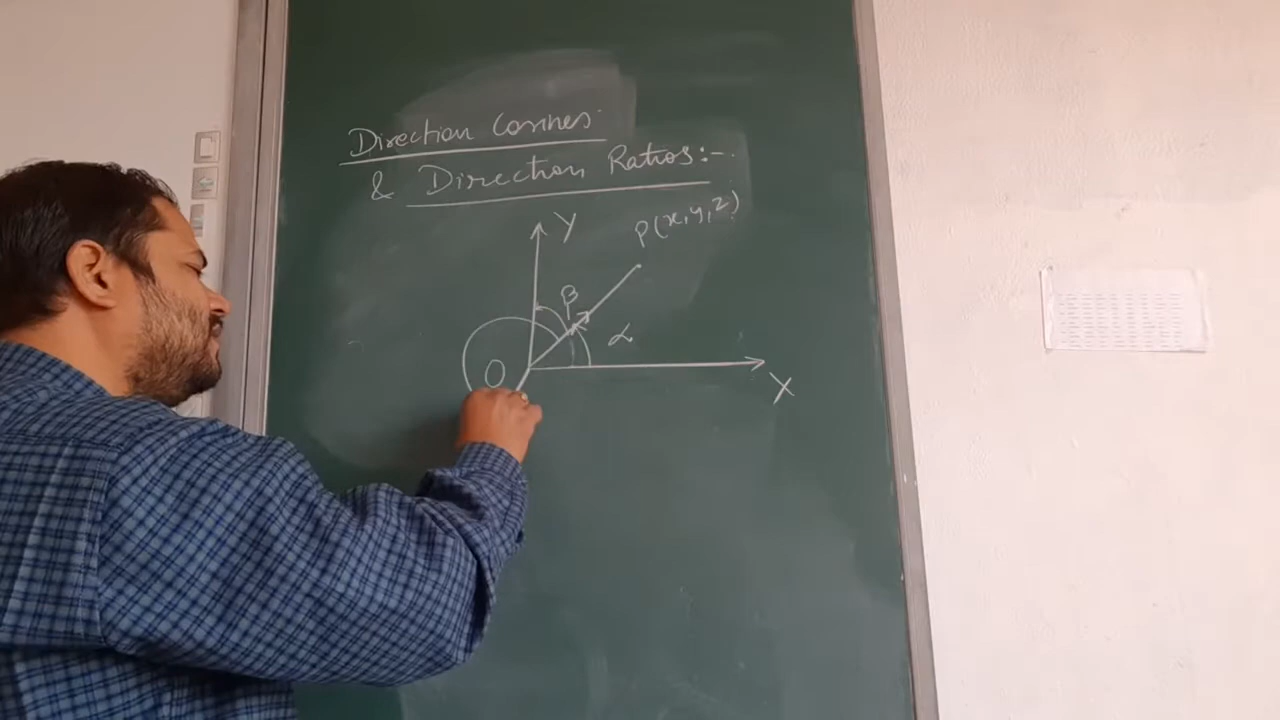 Direction Cosines
& Direction Ratios:-
Y
P(x,y,z)
β
α
O
X